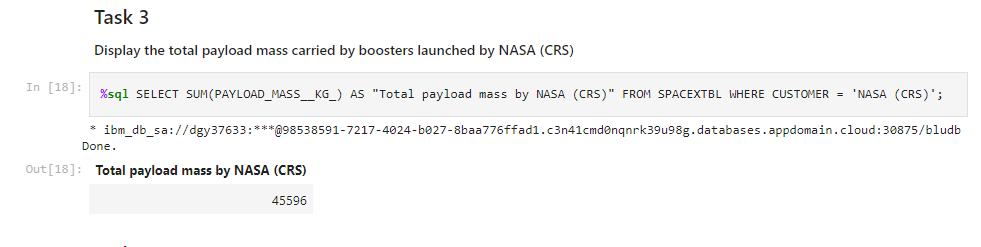 Task 3
Display the total payload mass carried by boosters launched by NASA (CRS)
In [18]: %sql SELECT SUM(PAYLOAD_MASS__KG_) AS "Total payload mass by NASA (CRS)" FROM SPACEXTBL WHERE CUSTOMER = 'NASA (CRS)';
* ibm_db_sa://dgy37633:***@98538591-7217-4024-b027-8baa776ffad1.c3n41cmd0nqnrk39u98g.databases.appdomain.cloud:30875/bludb
Done.
Out[18]: Total payload mass by NASA (CRS)
45596